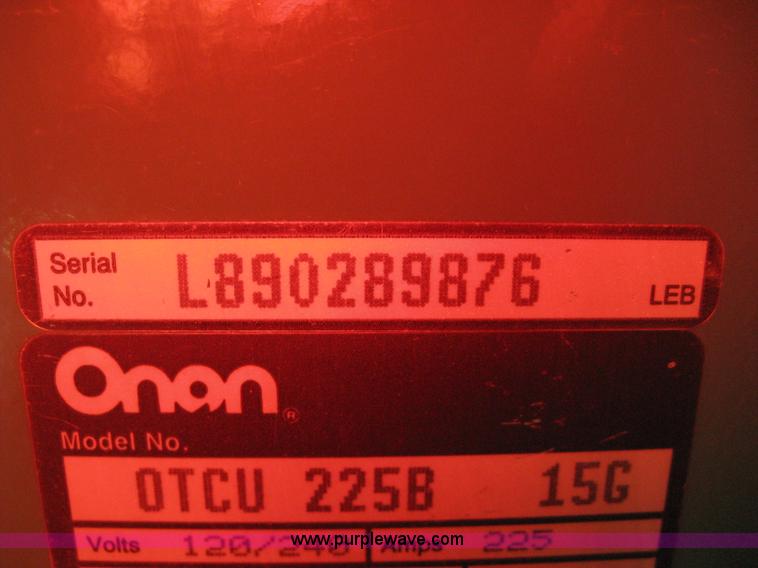 Serial No. L890289876 LEB
Onan®
Model No.
OTCU 225B 15G
Volts 120/240 Amps 225
www.purplewave.com